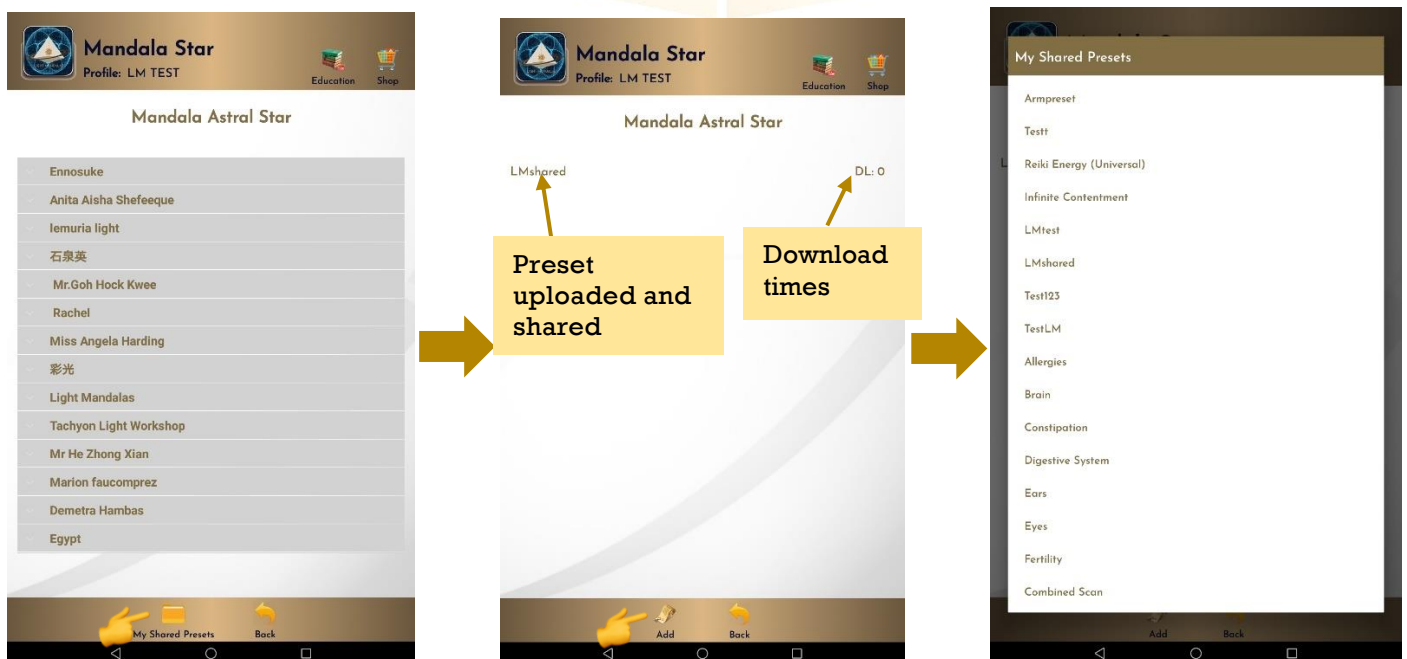 Mandala Star
Profile: LM TEST
Education
Shop
Mandala Astral Star
Ennosuke
Anita Aisha Shefeeque
lemuria light
石泉英
Mr.Goh Hock Kwee
Rachel
Miss Angela Harding
彩光
Light Mandalas
Tachyon Light Workshop
Mr He Zhong Xian
Marion faucomprez
Demetra Hambas
Egypt
My Shared Presets
Back
Mandala Star
Profile: LM TEST
Education
Shop
Mandala Astral Star
LMshared
DL: 0
Preset
uploaded and
shared
Download
times
Add
Back
My Shared Presets
Armpreset
Testt
Reiki Energy (Universal)
Infinite Contentment
LMtest
LMshared
Test123
TestLM
Allergies
Brain
Constipation
Digestive System
Ears
Eyes
Fertility
Combined Scan
Add
Back